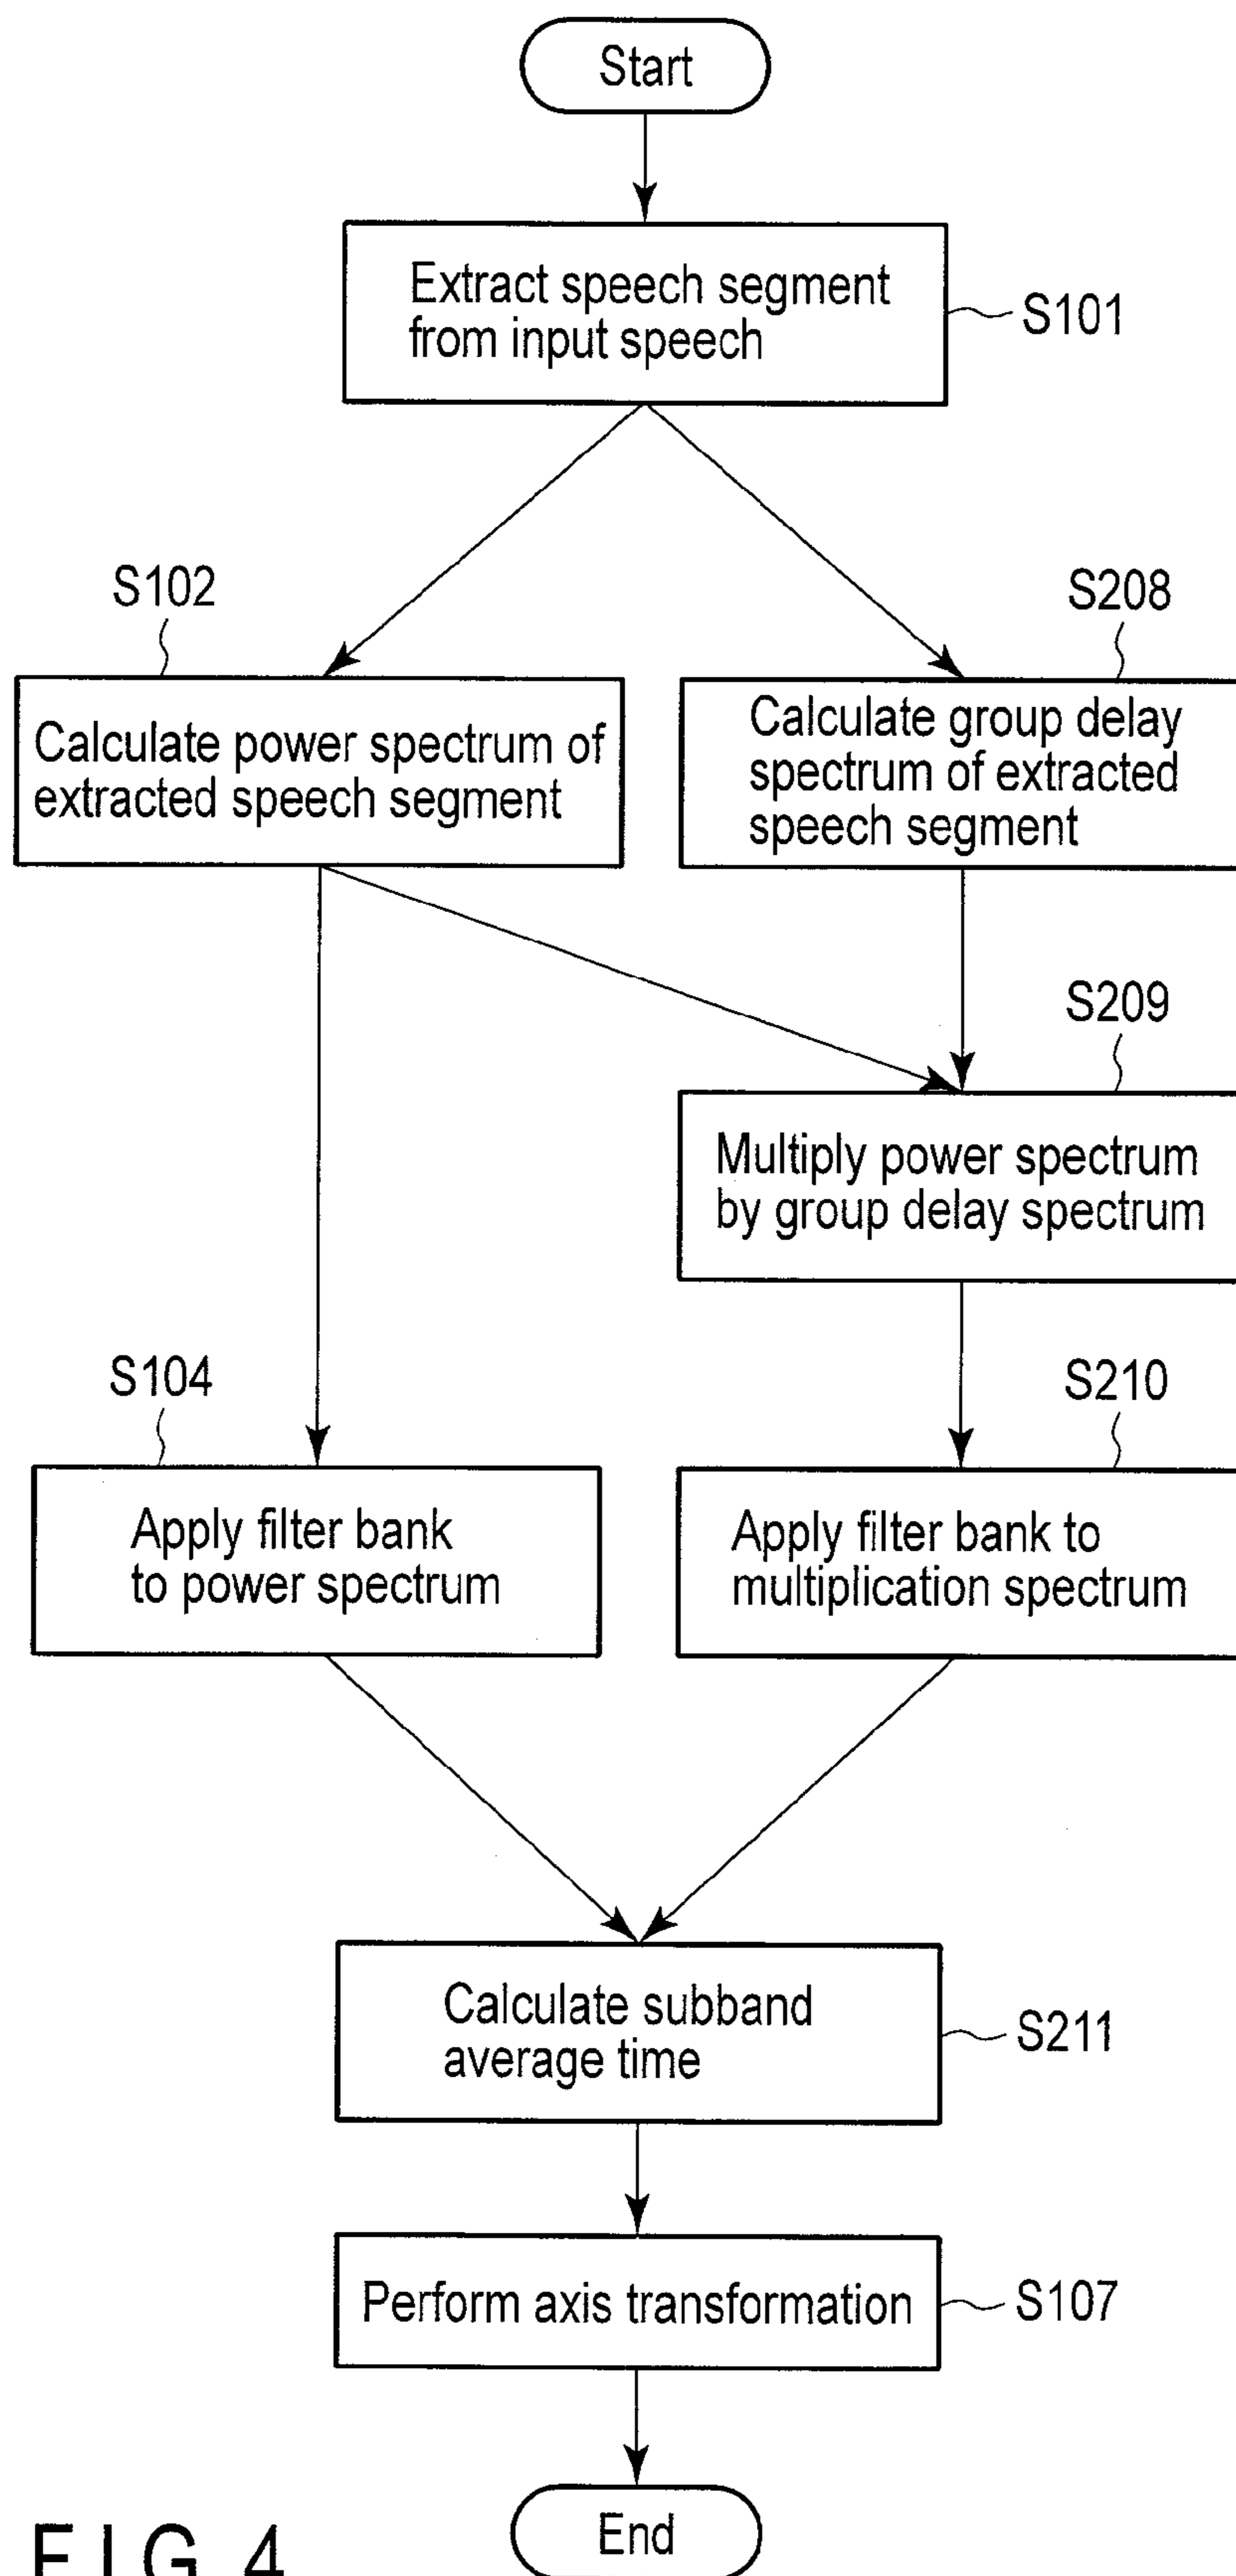 Start
Extract speech segment
from input speech
S101
S102
S208
Calculate power spectrum of
extracted speech segment
Calculate group delay
spectrum of extracted
speech segment
S209
Multiply power spectrum
by group delay spectrum
S104
S210
Apply filter bank
to power spectrum
Apply filter bank to
multiplication spectrum
Calculate subband
average time
S211
Perform axis transformation
S107
End
FIG. 4